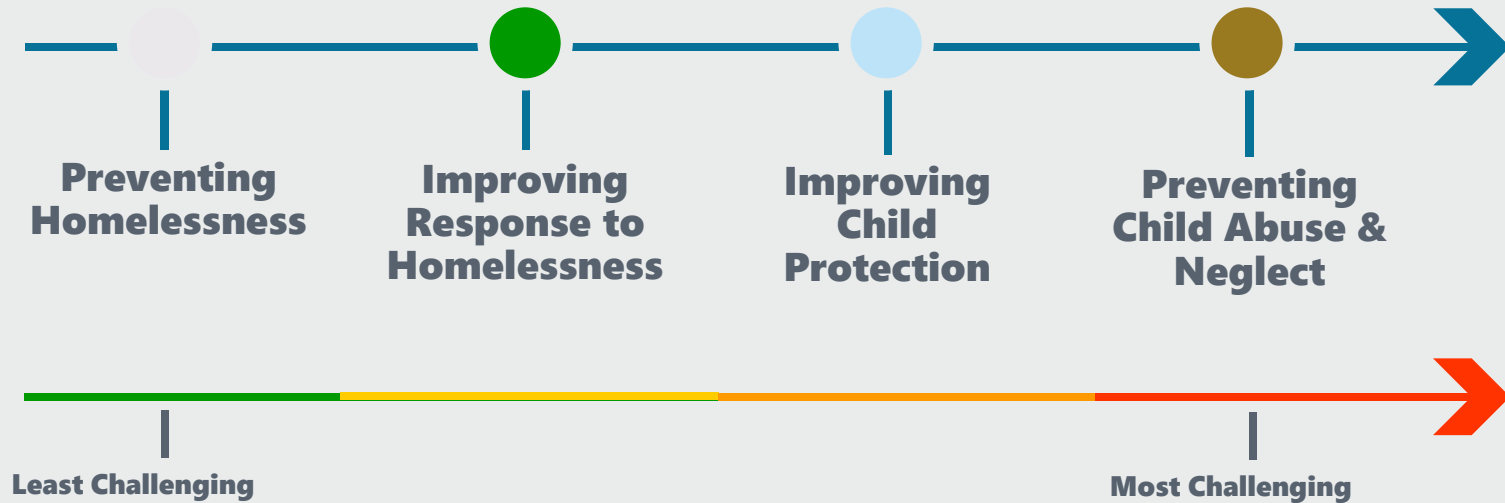 Preventing
Homelessness
Improving
Response to
Homelessness
Improving
Child
Protection
Preventing
Child Abuse &
Neglect
Least Challenging
Most Challenging